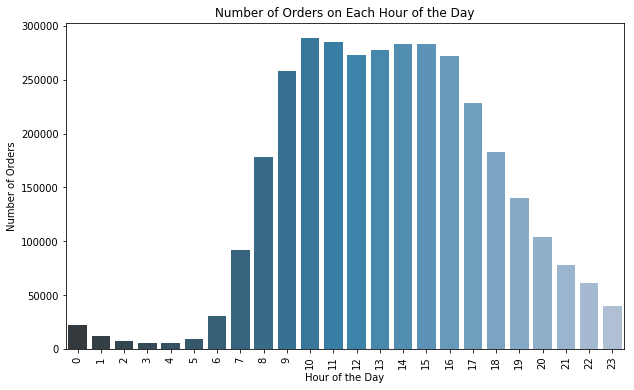 Number of Orders on Each Hour of the Day
300000
250000
200000
150000
100000
50000
0
Number of Orders
0 1 2 3 4 5 6 7 8 9 10 11 12 13 14 15 16 17 18 19 20 21 22 23
Hour of the Day